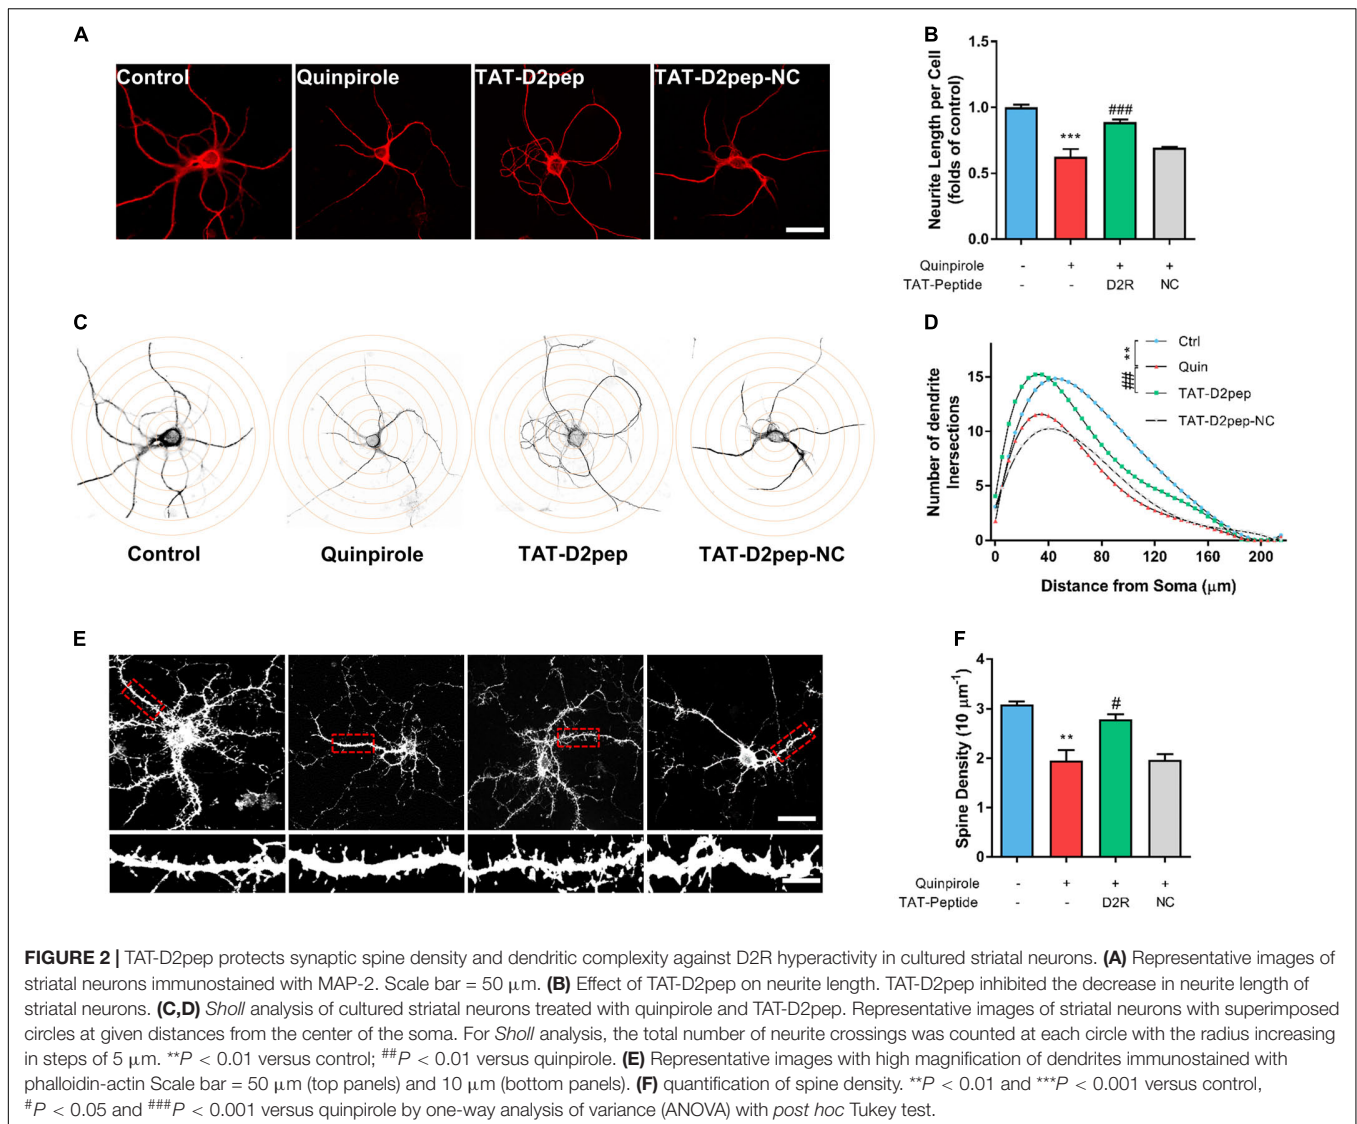 A
Control
Quinpirole
TAT-D2pep
TAT-D2pep-NC
B
Neurite Length per Cell
(folds of control)
1.5
1.0
0.5
0.0
***
###
Quinpirole - + + +
TAT-Peptide - - D2R NC
C
Control
Quinpirole
TAT-D2pep
TAT-D2pep-NC
D
Number of dendrite
Inersections
15
10
5
0
0 40 80 120 160 200
Distance from Soma (μm)
Ctrl
Quin
TAT-D2pep
TAT-D2pep-NC
**
##
E
F
Spine Density (10 μm-1)
4
3
2
1
0
**
#
Quinpirole - + + +
TAT-Peptide - - D2R NC
FIGURE 2 | TAT-D2pep protects synaptic spine density and dendritic complexity against D2R hyperactivity in cultured striatal neurons. (A) Representative images of
striatal neurons immunostained with MAP-2. Scale bar = 50 μm. (B) Effect of TAT-D2pep on neurite length. TAT-D2pep inhibited the decrease in neurite length of
striatal neurons. (C,D) Sholl analysis of cultured striatal neurons treated with quinpirole and TAT-D2pep. Representative images of striatal neurons with superimposed
circles at given distances from the center of the soma. For Sholl analysis, the total number of neurite crossings was counted at each circle with the radius increasing
in steps of 5 μm. **P < 0.01 versus control; ##P < 0.01 versus quinpirole. (E) Representative images with high magnification of dendrites immunostained with
phalloidin-actin Scale bar = 50 μm (top panels) and 10 μm (bottom panels). (F) quantification of spine density. **P < 0.01 and ***P < 0.001 versus control,
#P < 0.05 and ###P < 0.001 versus quinpirole by one-way analysis of variance (ANOVA) with post hoc Tukey test.